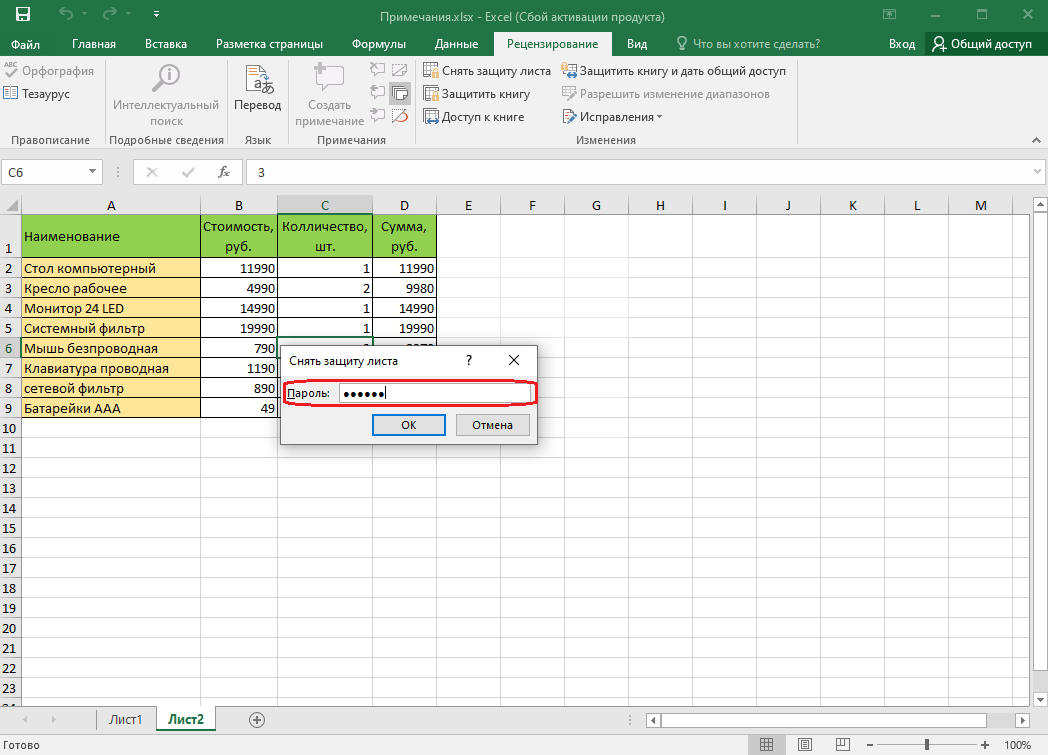 Примечания.xlsx - Excel (Сбой активации продукта)
Файл Главная Вставка Разметка страницы Формулы Данные Рецензирование Вид Что вы хотите сделать? Вход Общий доступ
ABC
Орфография
Тезаурус
Правописание
Интеллектуальный
поиск
Подробные сведения
Перевод
Язык
Создать
примечание
Примечания
Снять защиту листа
Защитить книгу
Доступ к книге
Защитить книгу и дать общий доступ
Разрешить изменение диапазонов
Исправления
Изменения
C6 fx 3
A B C D E F G H I J K L M
1 Наименование Стоимость, руб. Колличество, шт. Сумма, руб.
2 Стол компьютерный 11990 1 11990
3 Кресло рабочее 4990 2 9980
4 Монитор 24 LED 14990 1 14990
5 Системный фильтр 19990 1 19990
6 Мышь безпроводная 790
7 Клавиатура проводная 1190
8 сетевой фильтр 890
9 Батарейки AAA 49
Снять защиту листа ?
Пароль: ••••••
ОК Отмена
10
11
12
13
14
15
16
17
18
19
20
21
22
23
Лист1 Лист2
Готово 100%